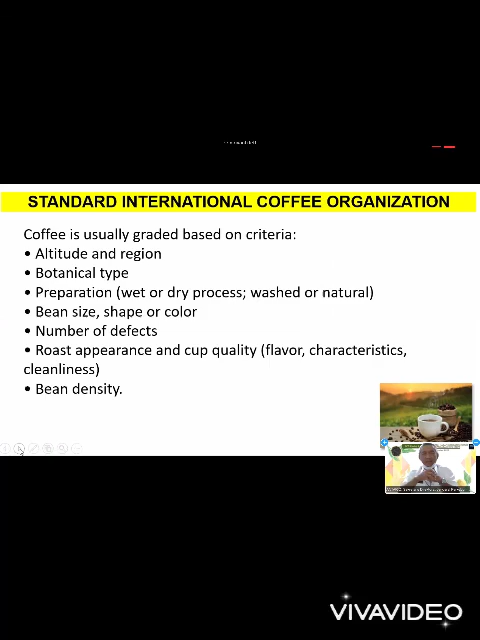 STANDARD INTERNATIONAL COFFEE ORGANIZATION
Coffee is usually graded based on criteria:
• Altitude and region
• Botanical type
• Preparation (wet or dry process; washed or natural)
• Bean size, shape or color
• Number of defects
• Roast appearance and cup quality (flavor, characteristics,
cleanliness)
• Bean density.
VIVAVIDEO